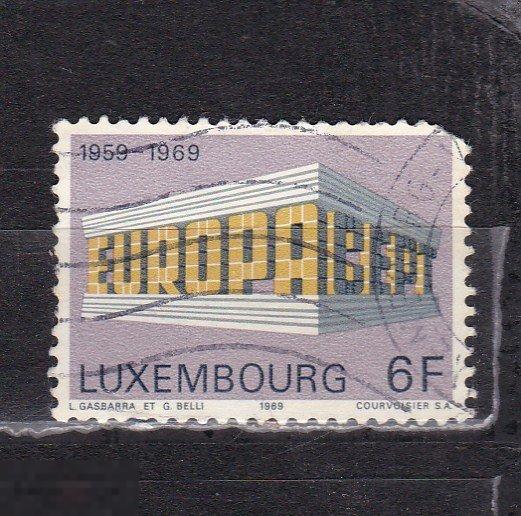 1959-1969
EUROPA CEPT
LUXEMBOURG 6F
L. GASBARRA ET G. BELLI 1969 COURVOISIER S.A.